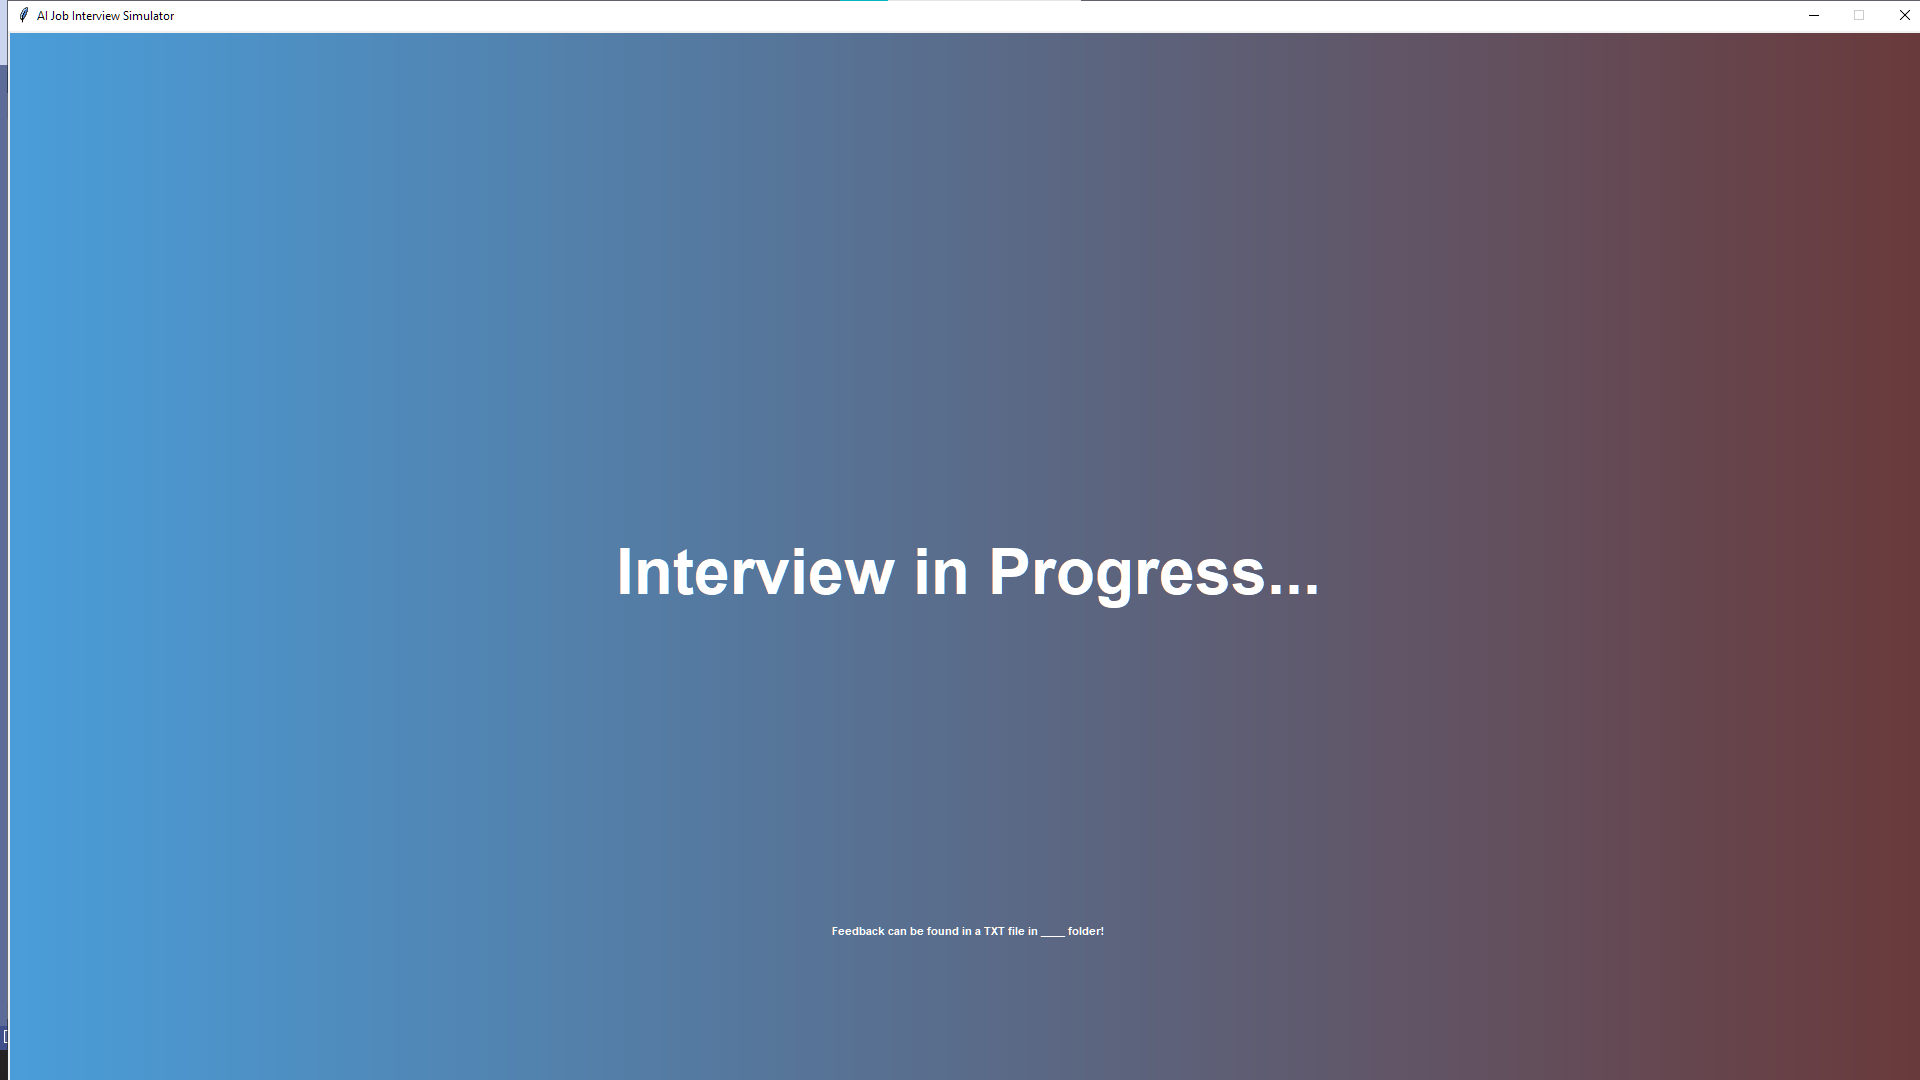 AI Job Interview Simulator
Interview in Progress...
Feedback can be found in a TXT file in ____ folder!